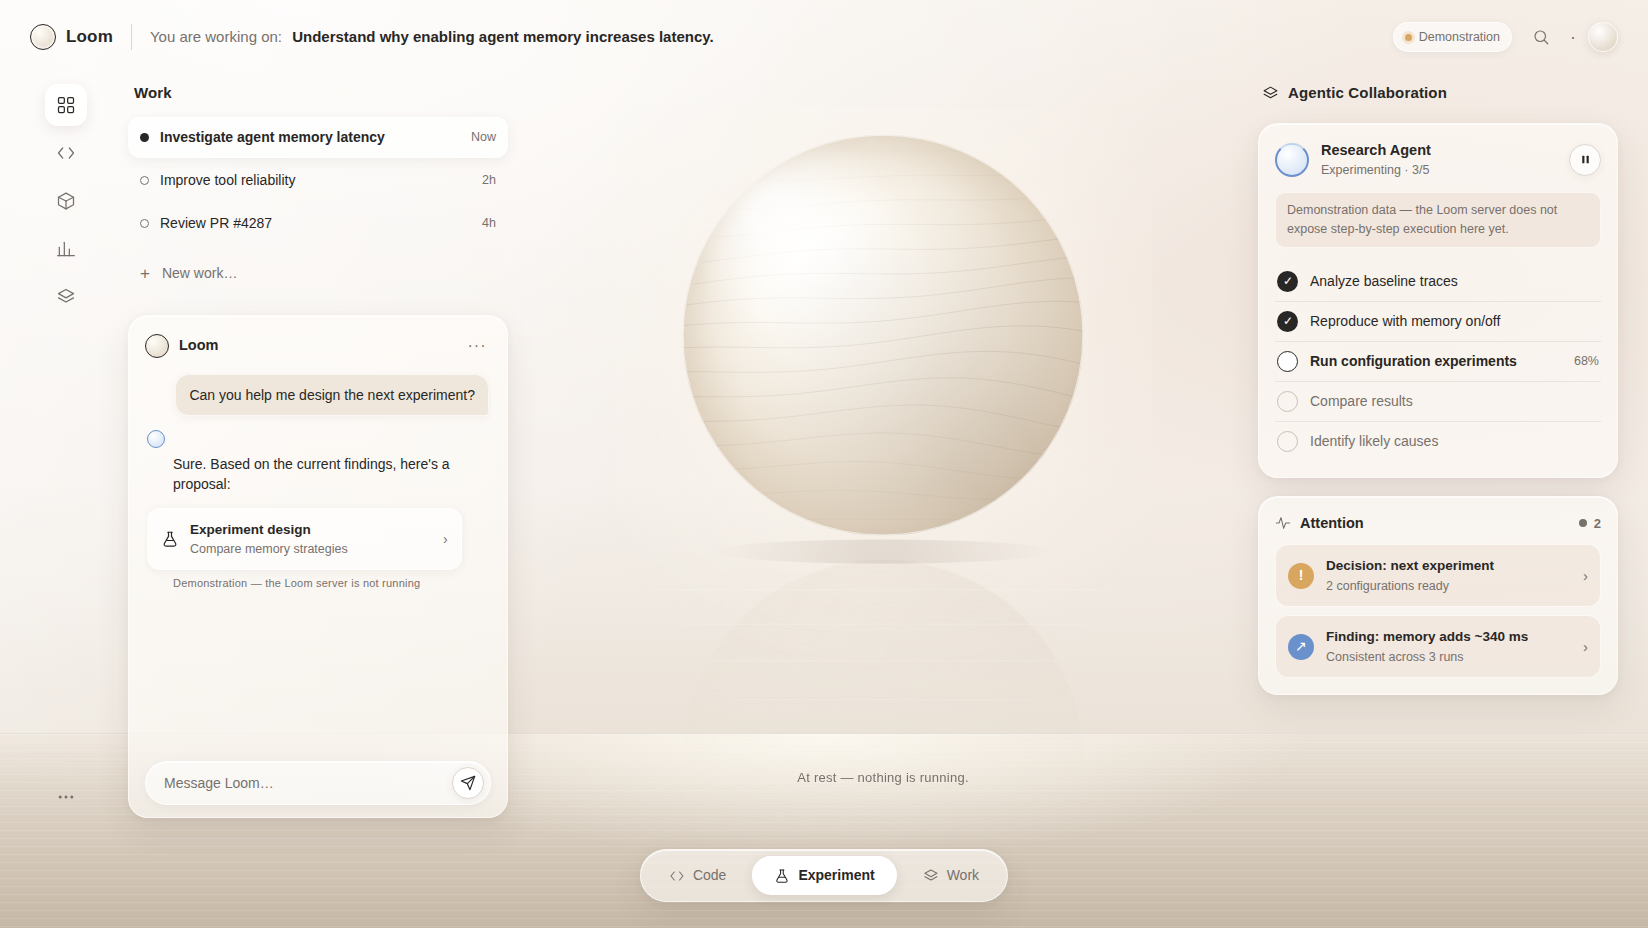 Loom
You are working on: Understand why enabling agent memory increases latency.
Demonstration
Work
Investigate agent memory latency
Now
Improve tool reliability
2h
Review PR #4287
4h
+ New work…
Loom
Can you help me design the next experiment?
Sure. Based on the current findings, here's a
proposal:
Experiment design
Compare memory strategies
Demonstration — the Loom server is not running
Message Loom…
At rest — nothing is running.
Code
Experiment
Work
Agentic Collaboration
Research Agent
Experimenting · 3/5
Demonstration data — the Loom server does not
expose step-by-step execution here yet.
Analyze baseline traces
Reproduce with memory on/off
Run configuration experiments
68%
Compare results
Identify likely causes
Attention
2
Decision: next experiment
2 configurations ready
Finding: memory adds ~340 ms
Consistent across 3 runs